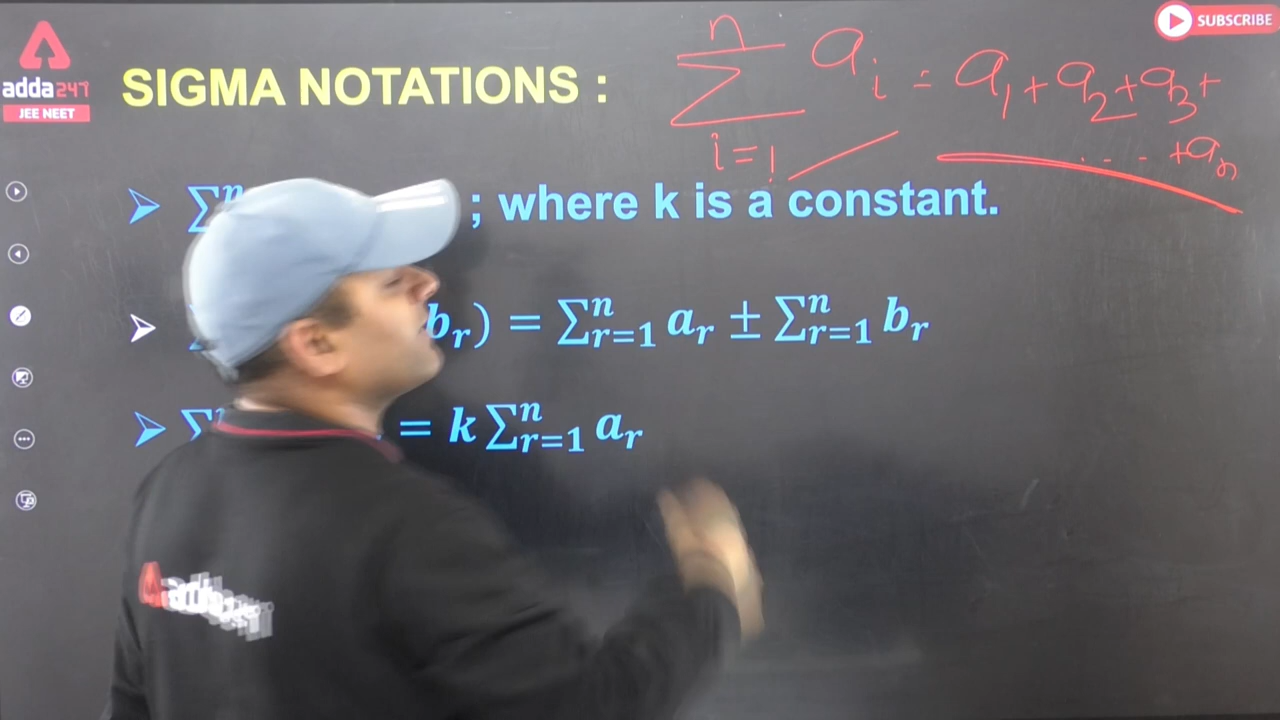 SUBSCRIBE
adda247
JEE NEET
SIGMA NOTATIONS :
n
∑ aᵢ = a₁ + a₂ + a₃ +
i=1 .... + aₙ
∑ⁿ ; where k is a constant.
bᵣ) = ∑ⁿᵣ₌₁ aᵣ ± ∑ⁿᵣ₌₁ bᵣ
∑ = k ∑ⁿᵣ₌₁ aᵣ